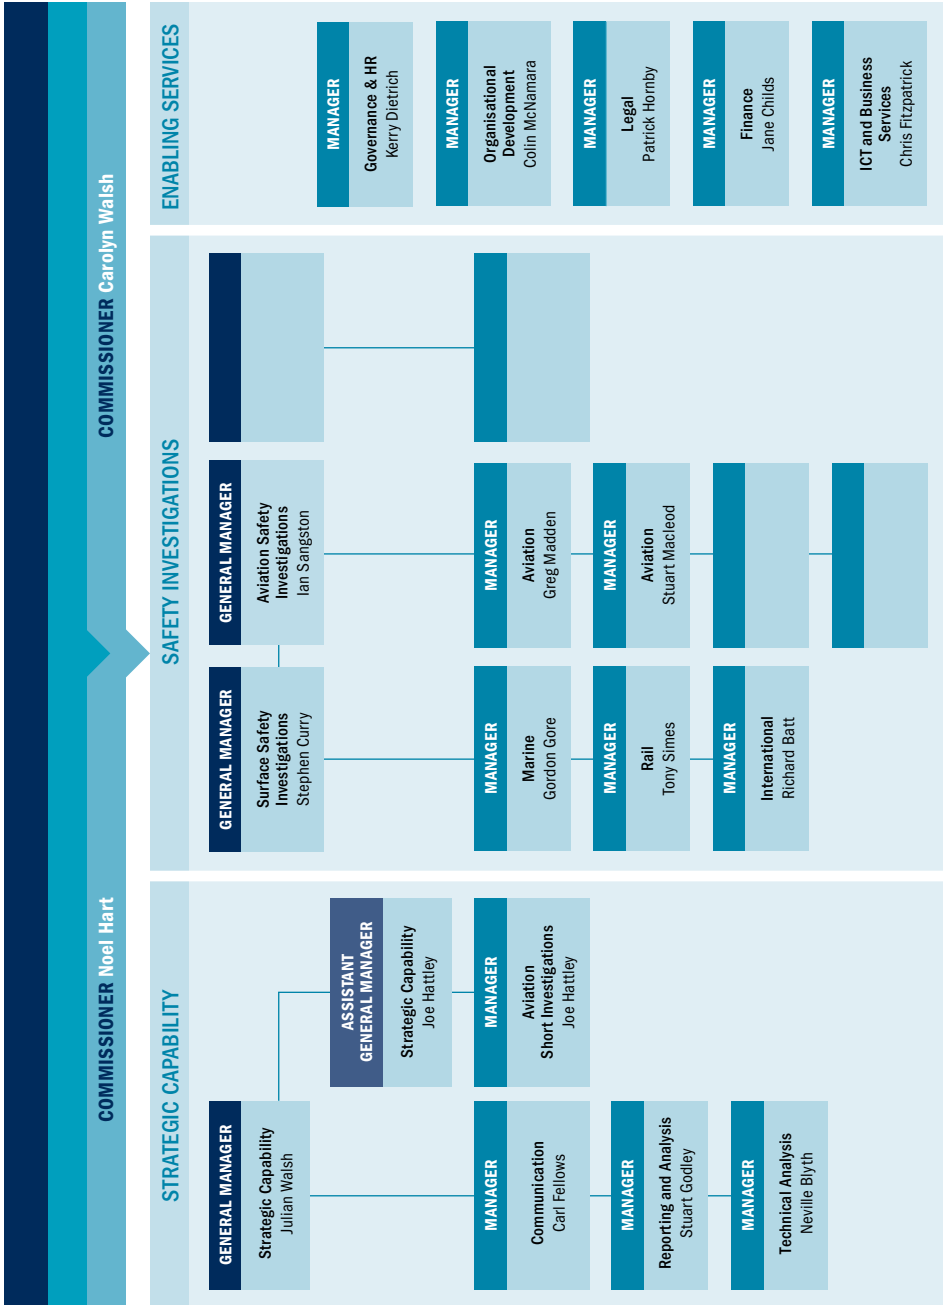 COMMISSIONER Noel Hart
COMMISSIONER Carolyn Walsh
STRATEGIC CAPABILITY
GENERAL MANAGER
Strategic Capability
Julian Walsh
ASSISTANT
GENERAL MANAGER
Strategic Capability
Joe Hattley
MANAGER
Communication
Carl Fellows
MANAGER
Aviation
Short Investigations
Joe Hattley
MANAGER
Reporting and Analysis
Stuart Godley
MANAGER
Technical Analysis
Neville Blyth
SAFETY INVESTIGATIONS
GENERAL MANAGER
Surface Safety
Investigations
Stephen Curry
GENERAL MANAGER
Aviation Safety
Investigations
Ian Sangston
MANAGER
Marine
Gordon Gore
MANAGER
Aviation
Greg Madden
MANAGER
Rail
Tony Simes
MANAGER
Aviation
Stuart Macleod
MANAGER
International
Richard Batt
ENABLING SERVICES
MANAGER
Governance & HR
Kerry Dietrich
MANAGER
Organisational
Development
Colin McNamara
MANAGER
Legal
Patrick Hornby
MANAGER
Finance
Jane Childs
MANAGER
ICT and Business
Services
Chris Fitzpatrick